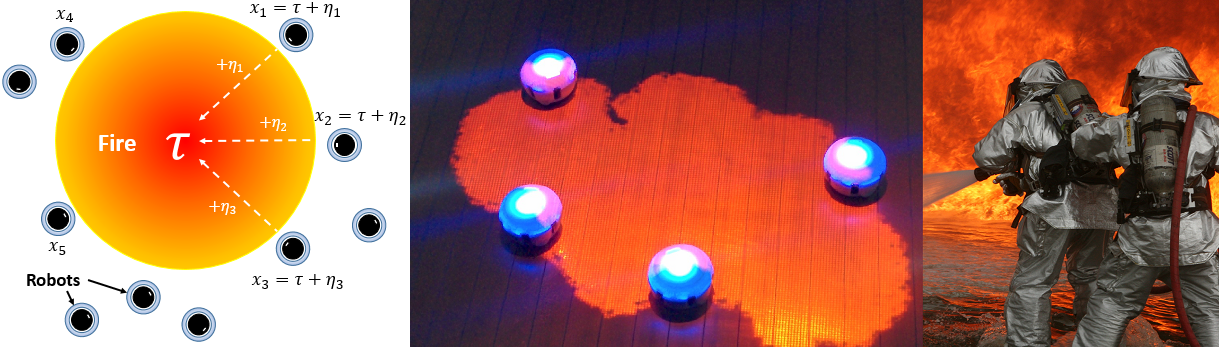 x₄
x₁ = τ + η₁
+η₁
x₂ = τ + η₂
+η₂
Fire
τ
+η₃
x₅
x₃ = τ + η₃
Robots